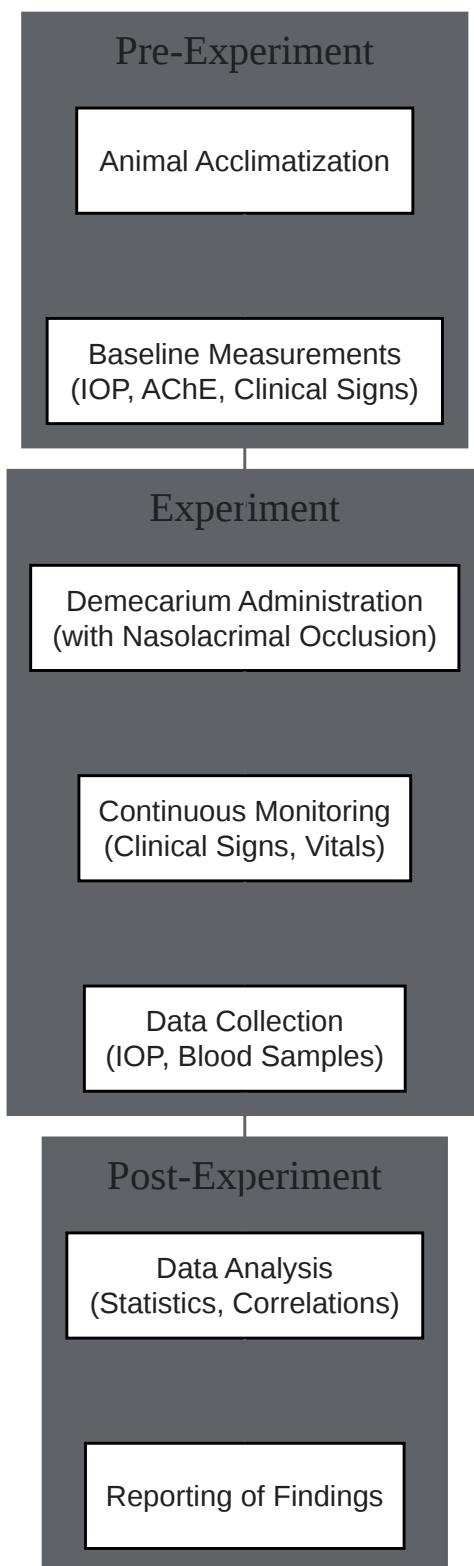 Pre-Experiment
Animal Acclimatization
Baseline Measurements
(IOP, AChE, Clinical Signs)
Experiment
Demecarium Administration
(with Nasolacrimal Occlusion)
Continuous Monitoring
(Clinical Signs, Vitals)
Data Collection
(IOP, Blood Samples)
Post-Experiment
Data Analysis
(Statistics, Correlations)
Reporting of Findings